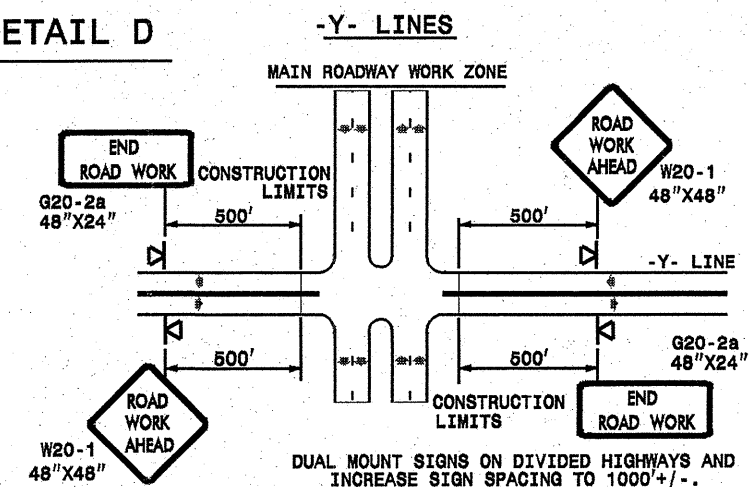 ETAIL D
-Y- LINES
MAIN ROADWAY WORK ZONE
END
ROAD WORK
G20-2a
48"X24"
CONSTRUCTION
LIMITS
500'
ROAD
WORK
AHEAD
W20-1
48"X48"
500'
-Y- LINE
500'
ROAD
WORK
AHEAD
W20-1
48"X48"
500'
CONSTRUCTION
LIMITS
G20-2a
48"X24"
END
ROAD WORK
DUAL MOUNT SIGNS ON DIVIDED HIGHWAYS AND
INCREASE SIGN SPACING TO 1000'+/-.